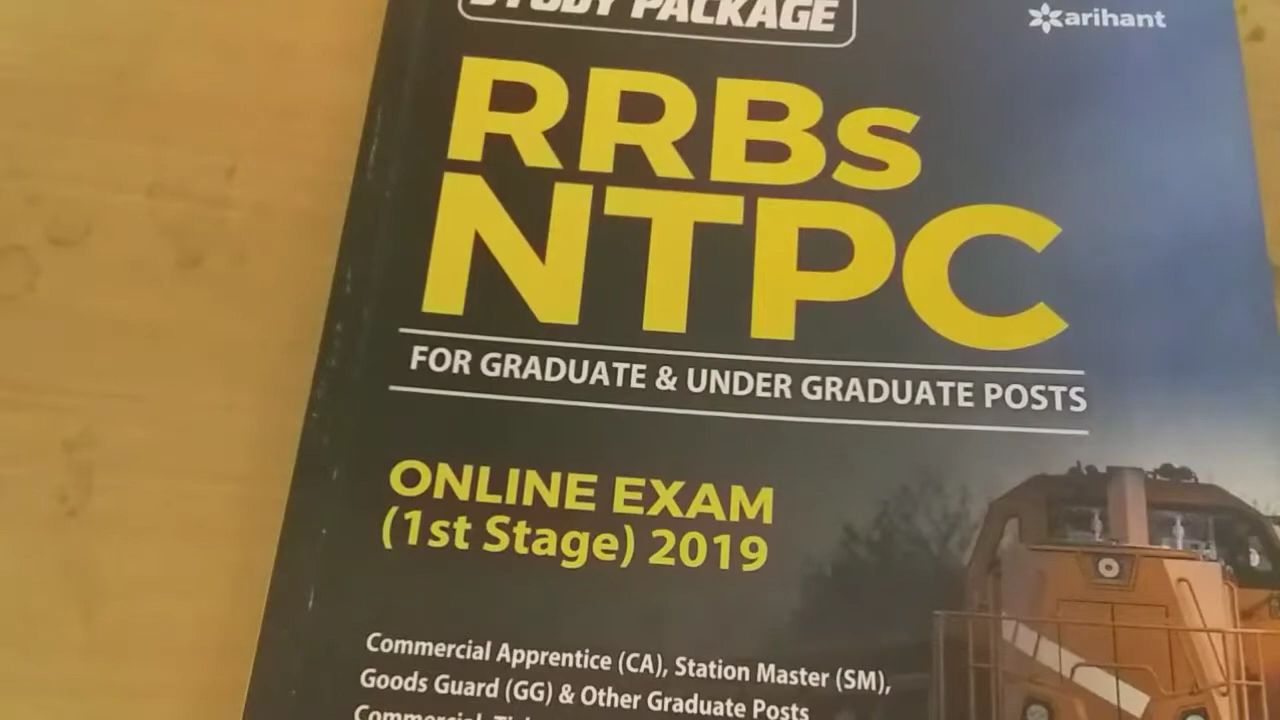 STUDY PACKAGE
arihant
RRBs
NTPC
FOR GRADUATE & UNDER GRADUATE POSTS
ONLINE EXAM
(1st Stage) 2019
Commercial Apprentice (CA), Station Master (SM),
Goods Guard (GG) & Other Graduate Posts
Commercial